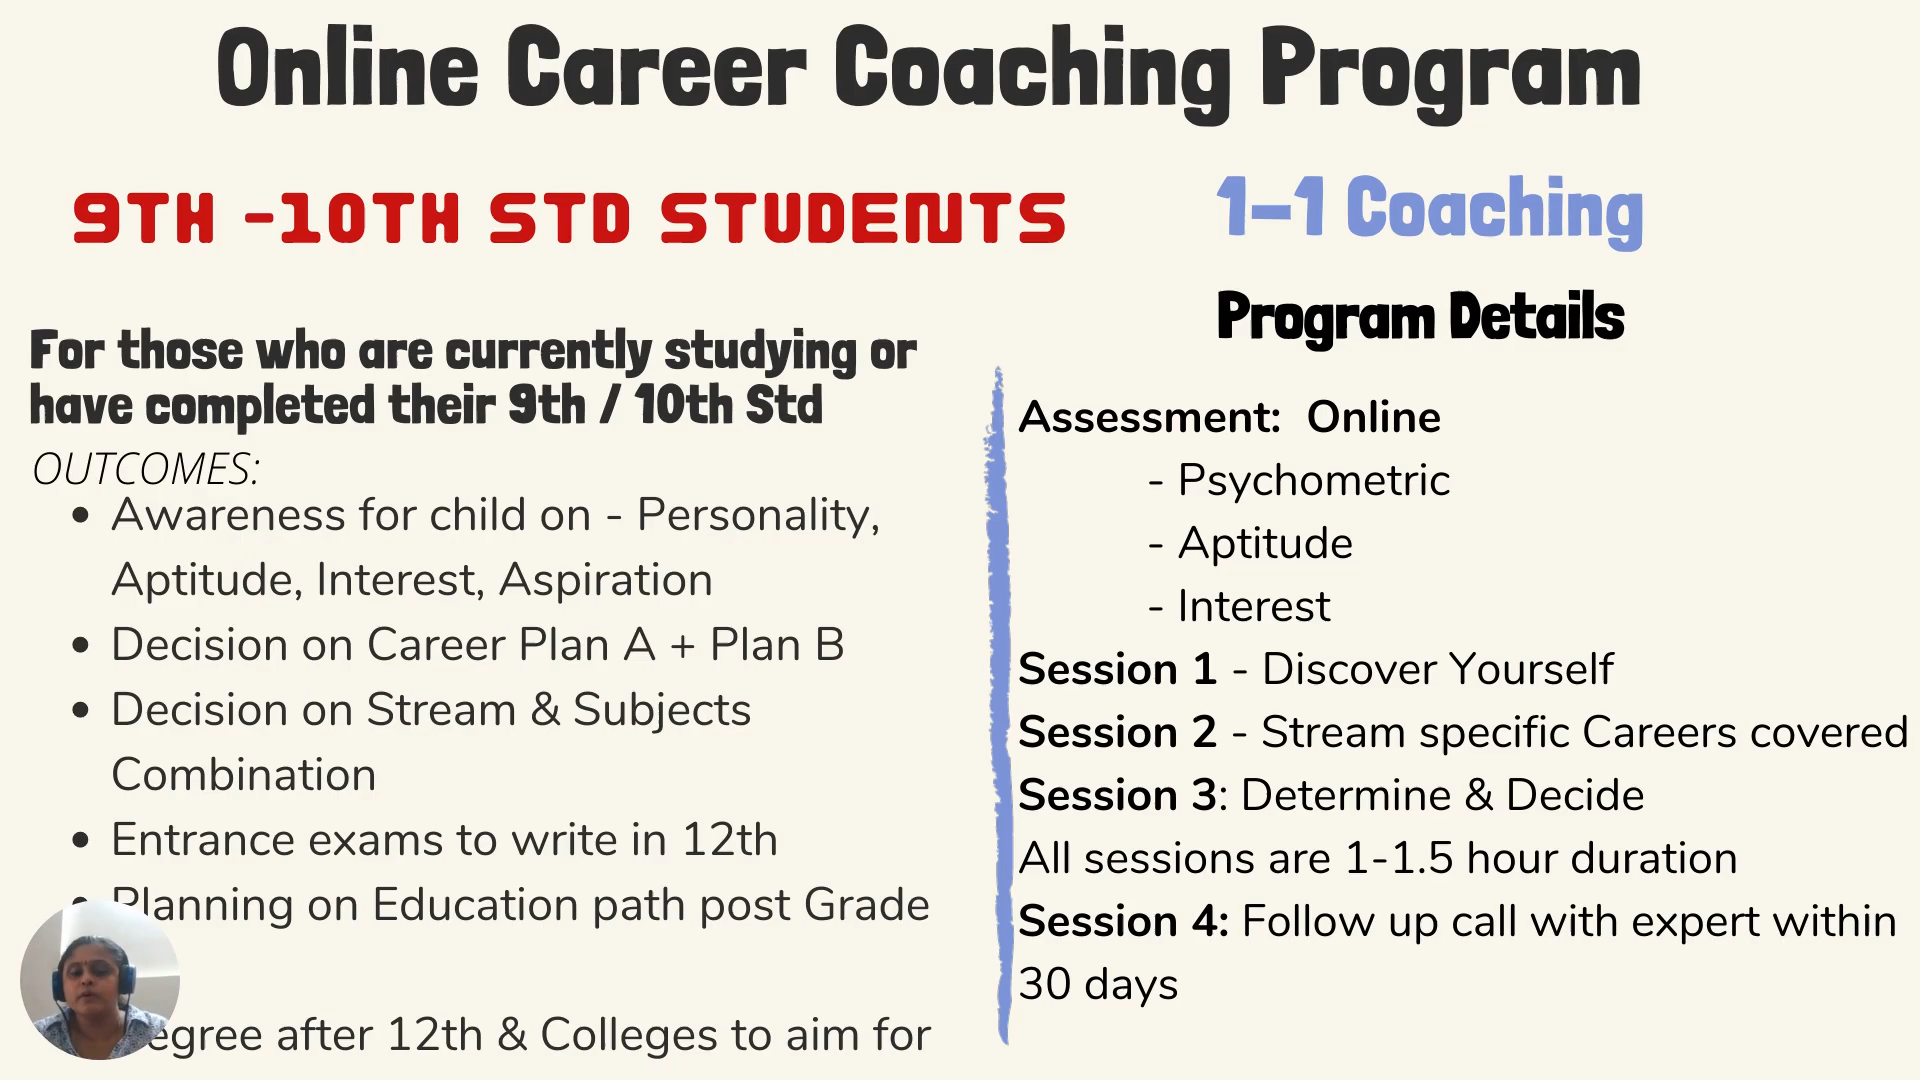 Online Career Coaching Program
9TH -10TH STD STUDENTS
For those who are currently studying or
have completed their 9th / 10th Std
OUTCOMES:
• Awareness for child on - Personality,
Aptitude, Interest, Aspiration
• Decision on Career Plan A + Plan B
• Decision on Stream & Subjects
Combination
• Entrance exams to write in 12th
• Planning on Education path post Grade
after 12th & Colleges to aim for
1-1 Coaching
Program Details
Assessment: Online
- Psychometric
- Aptitude
- Interest
Session 1 - Discover Yourself
Session 2 - Stream specific Careers covered
Session 3: Determine & Decide
All sessions are 1-1.5 hour duration
Session 4: Follow up call with expert within
30 days